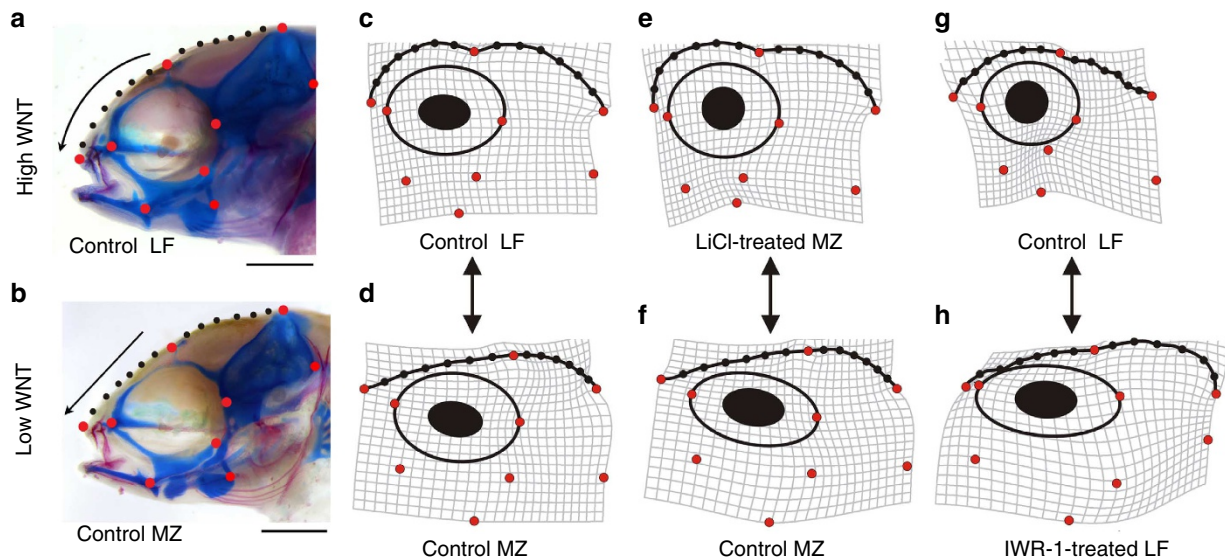 a
High WNT
Control LF
b
Low WNT
Control MZ
c
Control LF
d
Control MZ
e
LiCl-treated MZ
f
Control MZ
g
Control LF
h
IWR-1-treated LF